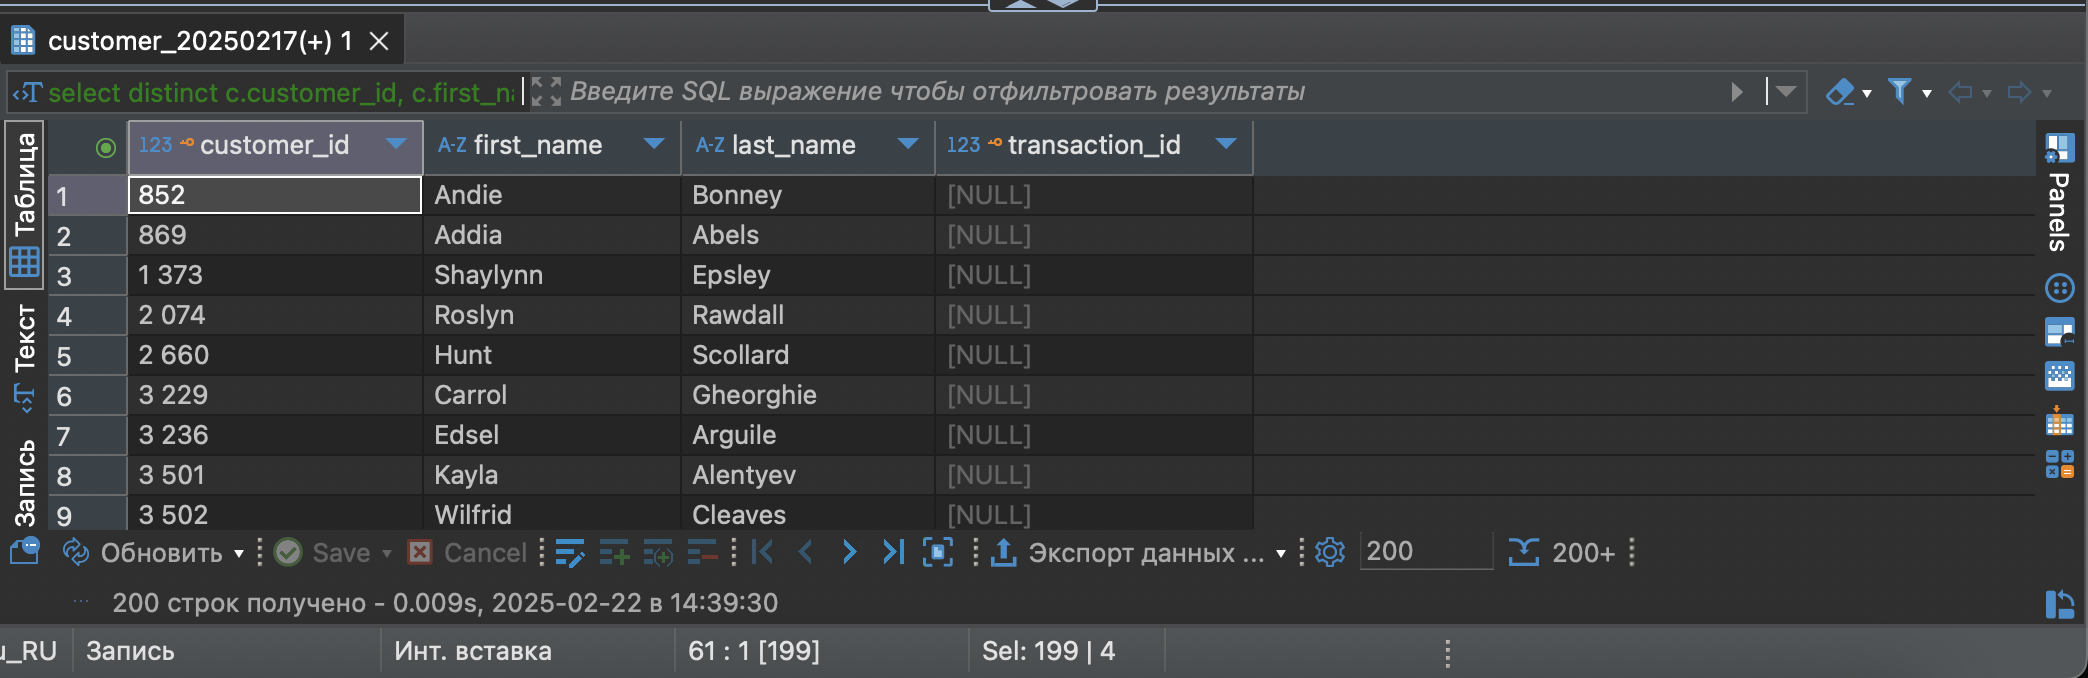 customer_20250217(+) 1
select distinct c.customer_id, c.first_n
Введите SQL выражение чтобы отфильтровать результаты
Таблица
Текст
Запись
123 customer_id A-Z first_name A-Z last_name 123 transaction_id
1 852 Andie Bonney [NULL]
2 869 Addia Abels [NULL]
3 1 373 Shaylynn Epsley [NULL]
4 2 074 Roslyn Rawdall [NULL]
5 2 660 Hunt Scollard [NULL]
6 3 229 Carrol Gheorghie [NULL]
7 3 236 Edsel Arguile [NULL]
8 3 501 Kayla Alentyev [NULL]
9 3 502 Wilfrid Cleaves [NULL]
Panels
Обновить Save Cancel Экспорт данных ... 200 200+
200 строк получено - 0.009s, 2025-02-22 в 14:39:30
_RU Запись Инт. вставка 61 : 1 [199] Sel: 199 | 4